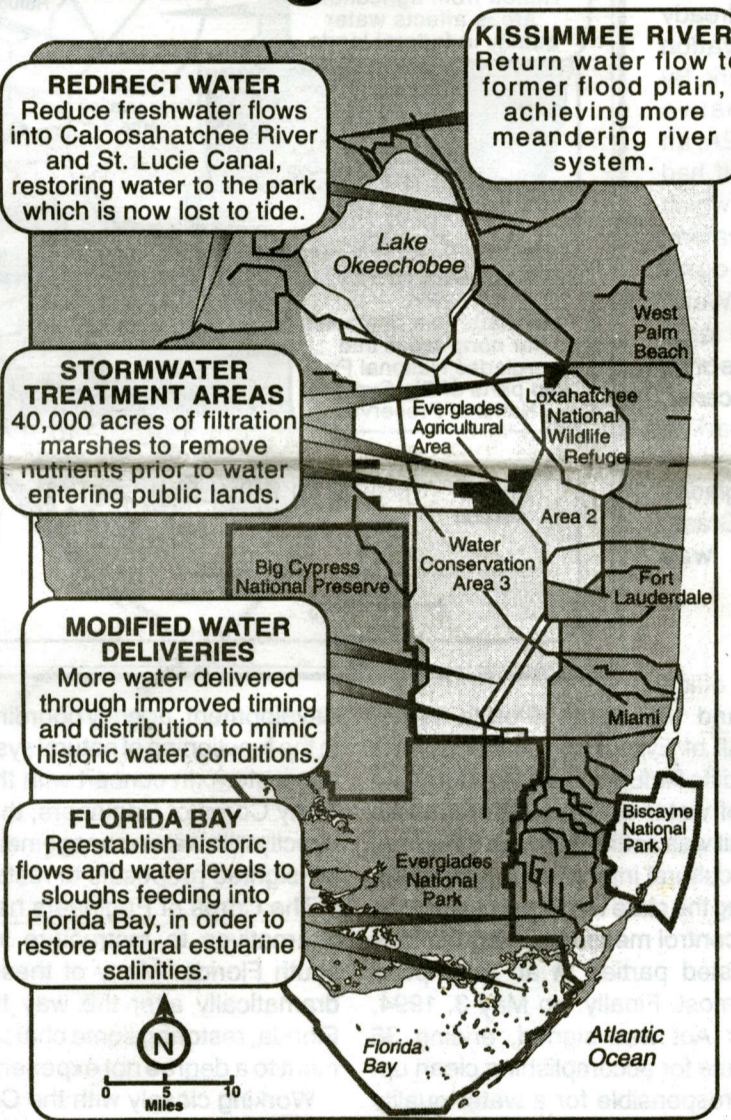 KISSIMMEE RIVER
Return water flow to
former flood plain,
achieving more
meandering river
system.
REDIRECT WATER
Reduce freshwater flows
into Caloosahatchee River
and St. Lucie Canal,
restoring water to the park
which is now lost to tide.
Lake
Okeechobee
West
Palm
Beach
STORMWATER
TREATMENT AREAS
40,000 acres of filtration
marshes to remove
nutrients prior to water
entering public lands.
Everglades
Agricultural
Area
Loxahatchee
National
Wildlife
Refuge
Area 2
Water
Conservation
Area 3
Big Cypress
National Preserve
Fort
Lauderdale
MODIFIED WATER
DELIVERIES
More water delivered
through improved timing
and distribution to mimic
historic water conditions.
Miami
FLORIDA BAY
Reestablish historic
flows and water levels to
sloughs feeding into
Florida Bay, in order to
restore natural estuarine
salinities.
Biscayne
National
Park
Everglades
National
Park
Florida
Bay
Atlantic
Ocean
N
0 5 10
Miles